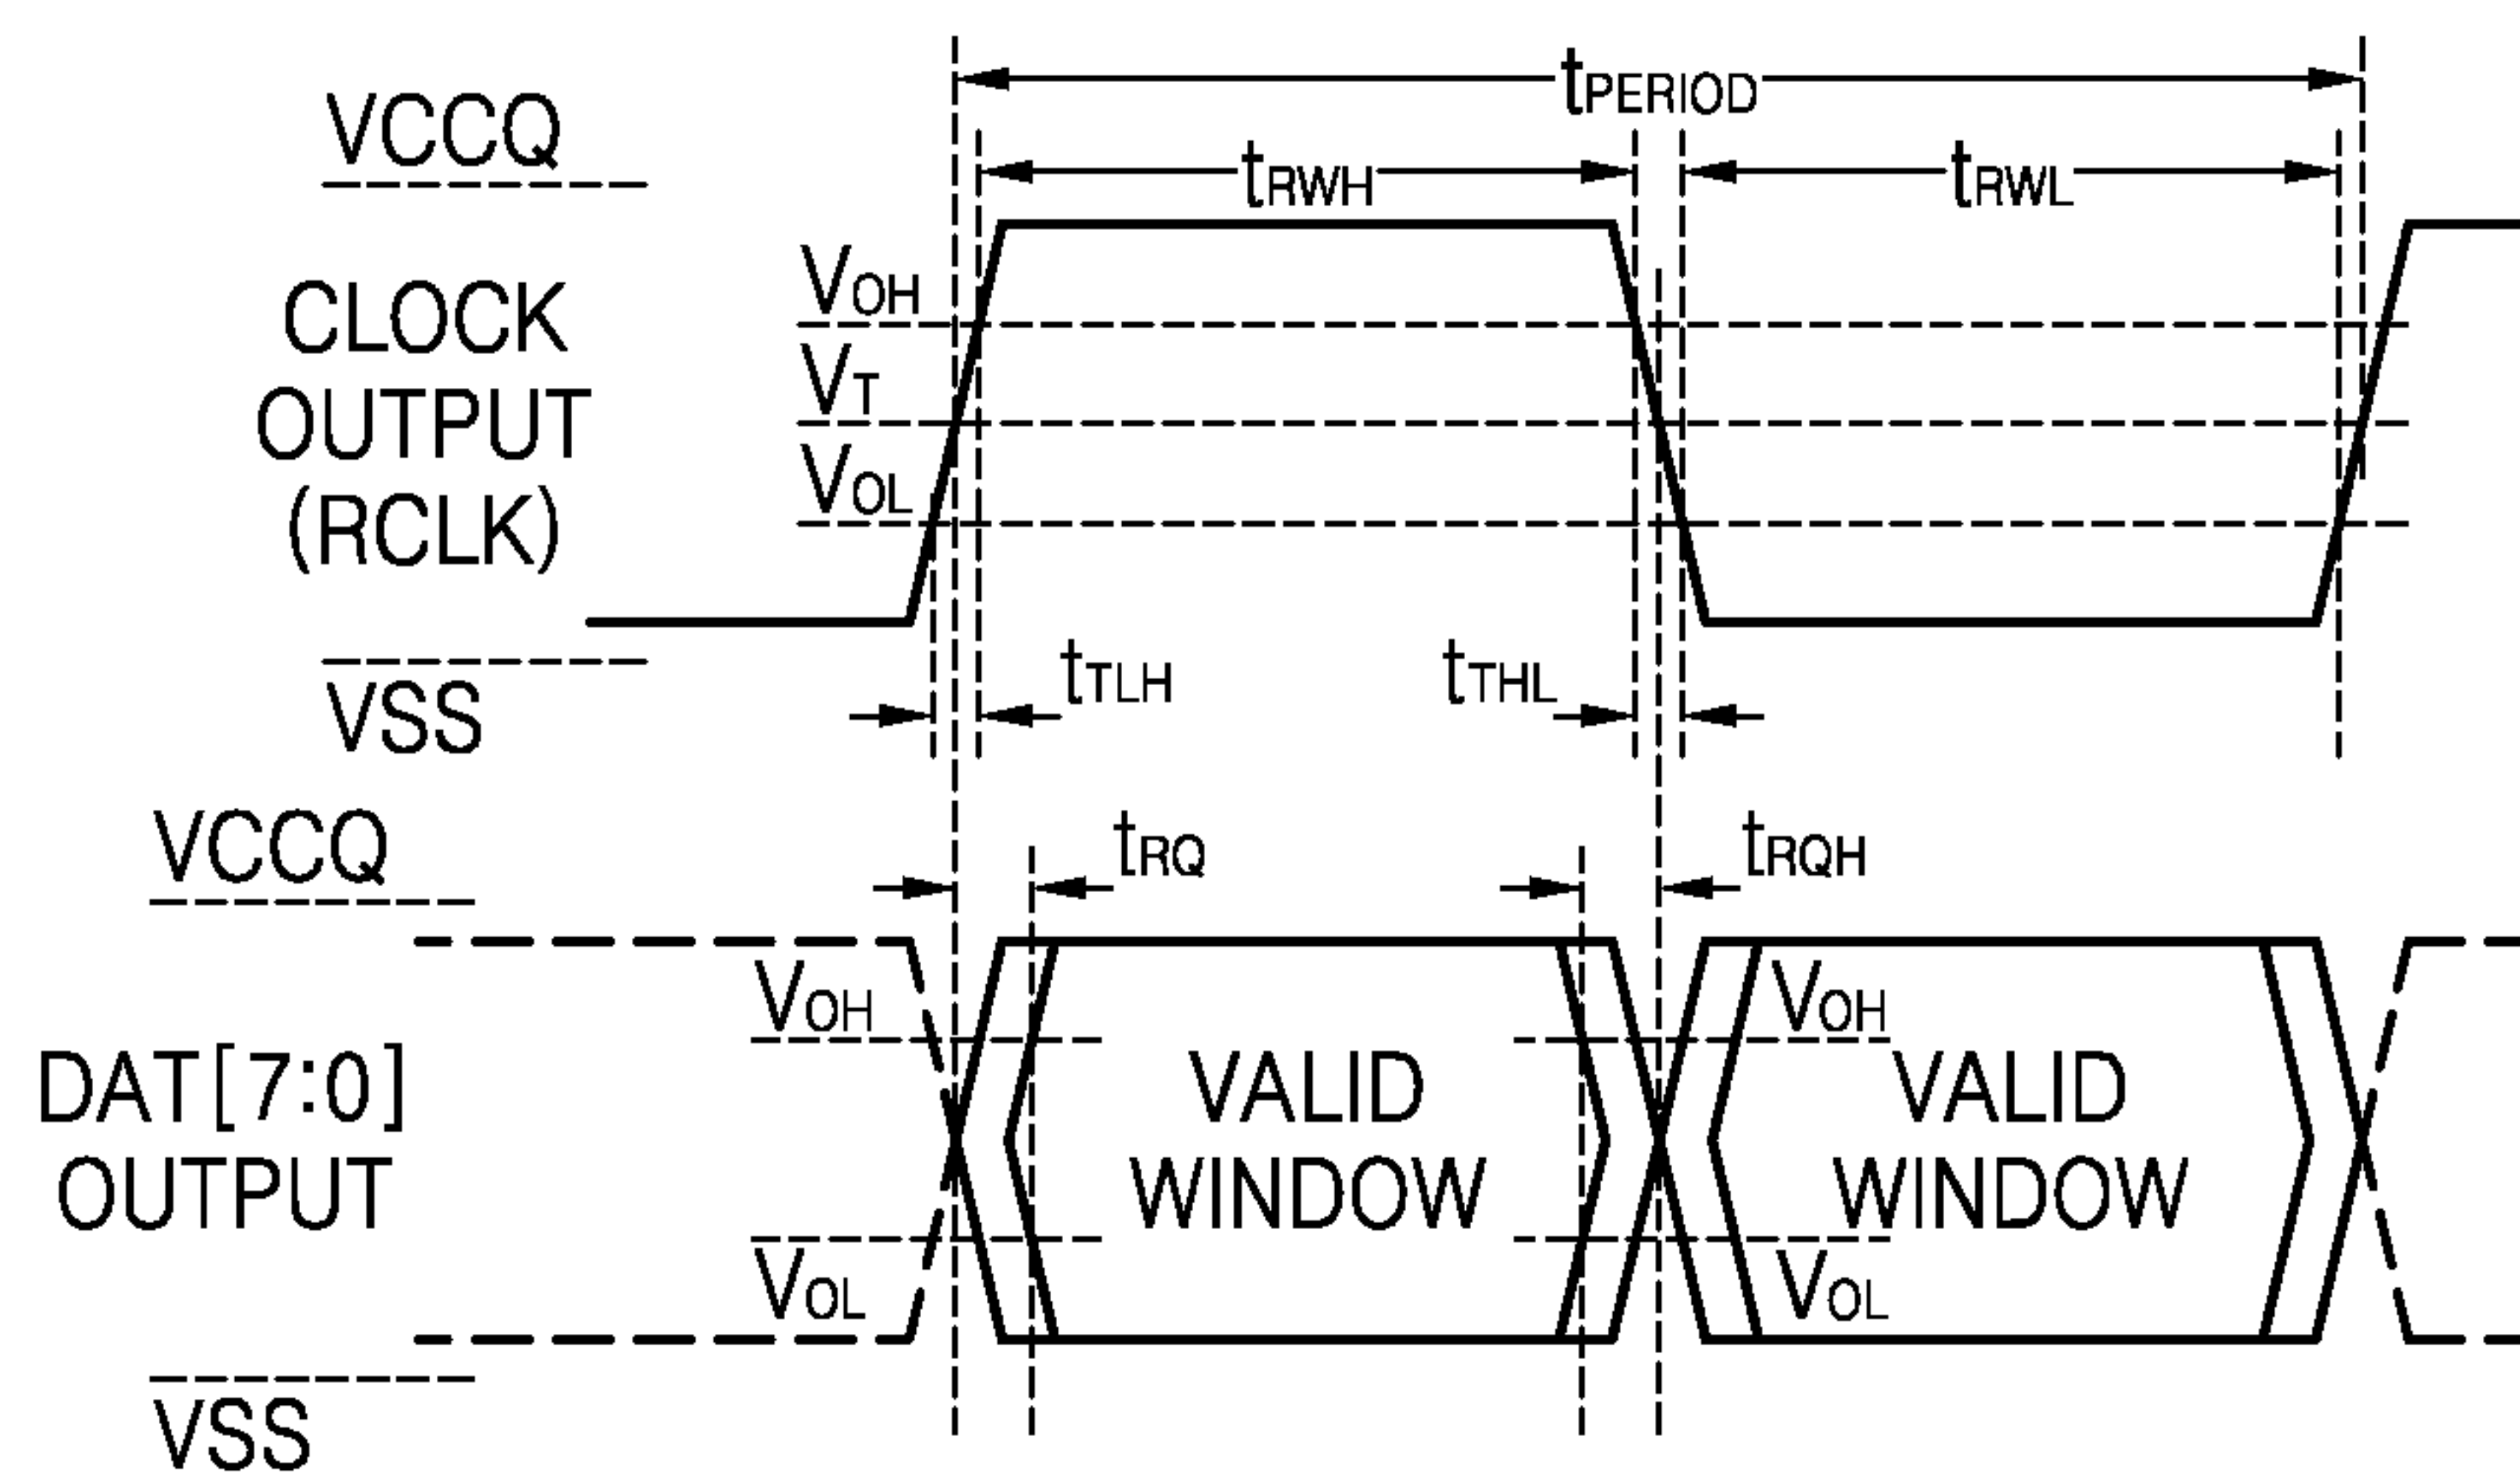 tPERIOD
VCCQ
tRWH
tRWL
VOH
CLOCK
OUTPUT
(RCLK)
VT
VOL
VSS
tTLH
tTHL
VCCQ
tRQ
tRQH
VOH
VOH
DAT[7:0]
OUTPUT
VALID
WINDOW
VALID
WINDOW
VOL
VOL
VSS